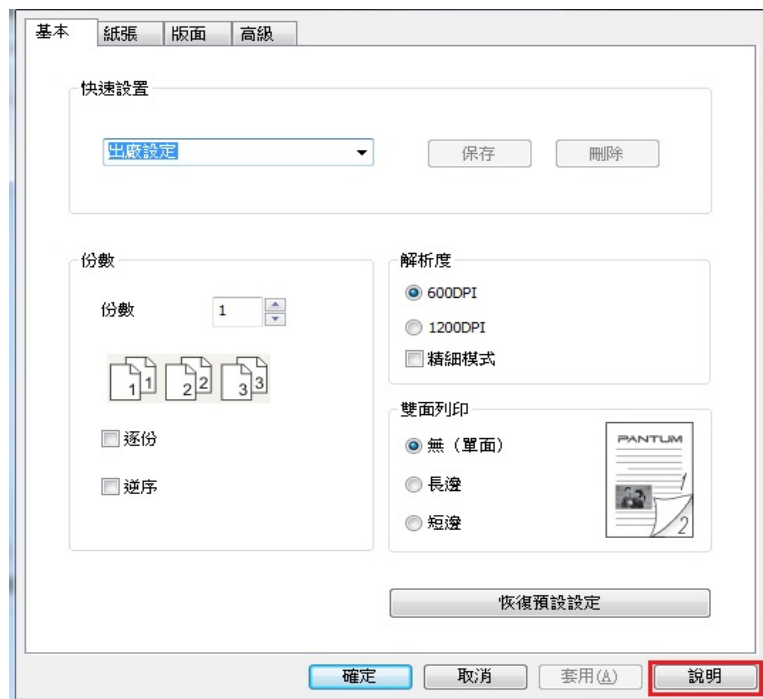 基本 紙張 版面 高級
快速設置
出廠設定 保存 刪除
份數
份數 1
1 1 2 2 3 3
逐份
逆序
解析度
600DPI
1200DPI
精細模式
雙面列印
無（單面）
長邊
短邊
PANTUM
1
2
恢復預設設定
確定 取消 套用(A) 說明